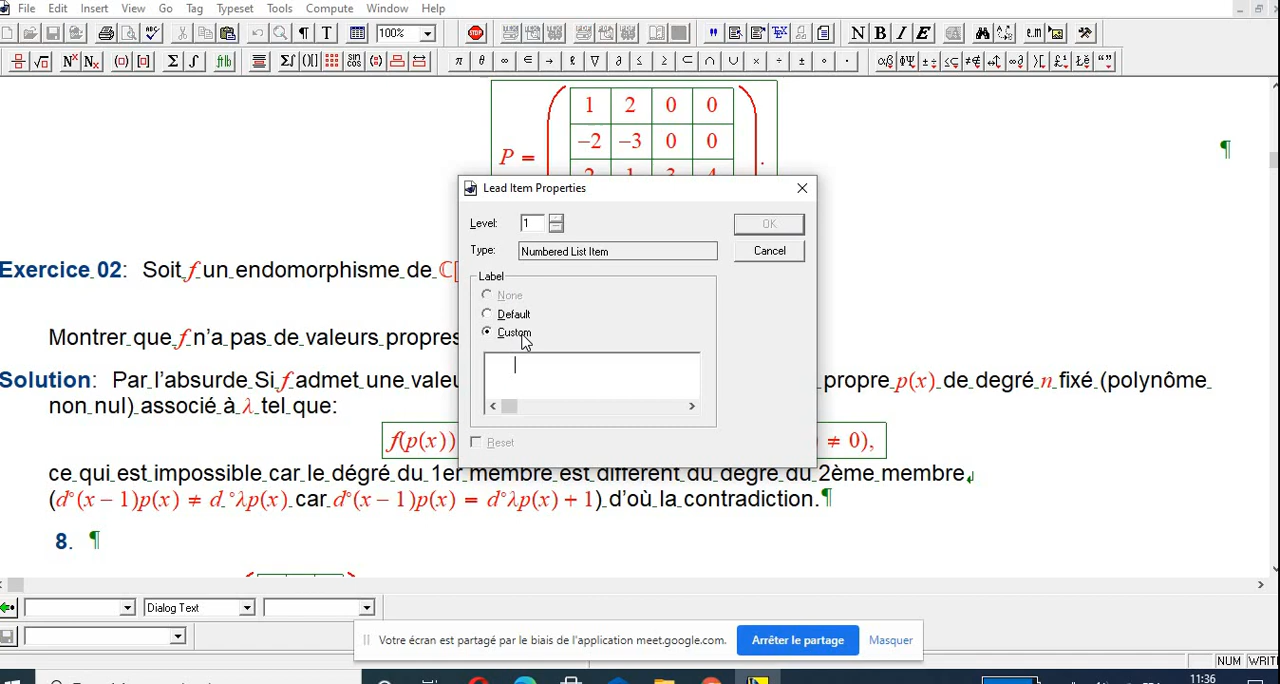 File Edit Insert View Go Tag Typeset Tools Compute Window Help
100%
1 2 0 0
−2 −3 0 0
P =
.
Lead Item Properties
Level: 1
OK
Type: Numbered List Item
Cancel
Label
None
Default
Custom
Reset
Exercice 02: Soit f un endomorphisme de ℂ[
Montrer que f n'a pas de valeurs propres
Solution: Par l'absurde Si f admet une valeu propre p(x) de degré n fixé (polynôme
non nul) associé à λ tel que:
f(p(x)) ≠ 0),
ce qui est impossible car le dégré du 1er membre est différent du degré du 2ème membre
(d°(x − 1)p(x) ≠ d °λp(x) car d°(x − 1)p(x) = d°λp(x) + 1) d'où la contradiction.¶
8. ¶
Dialog Text
Votre écran est partagé par le biais de l'application meet.google.com. Arrêter le partage Masquer
NUM WRITI
11:36